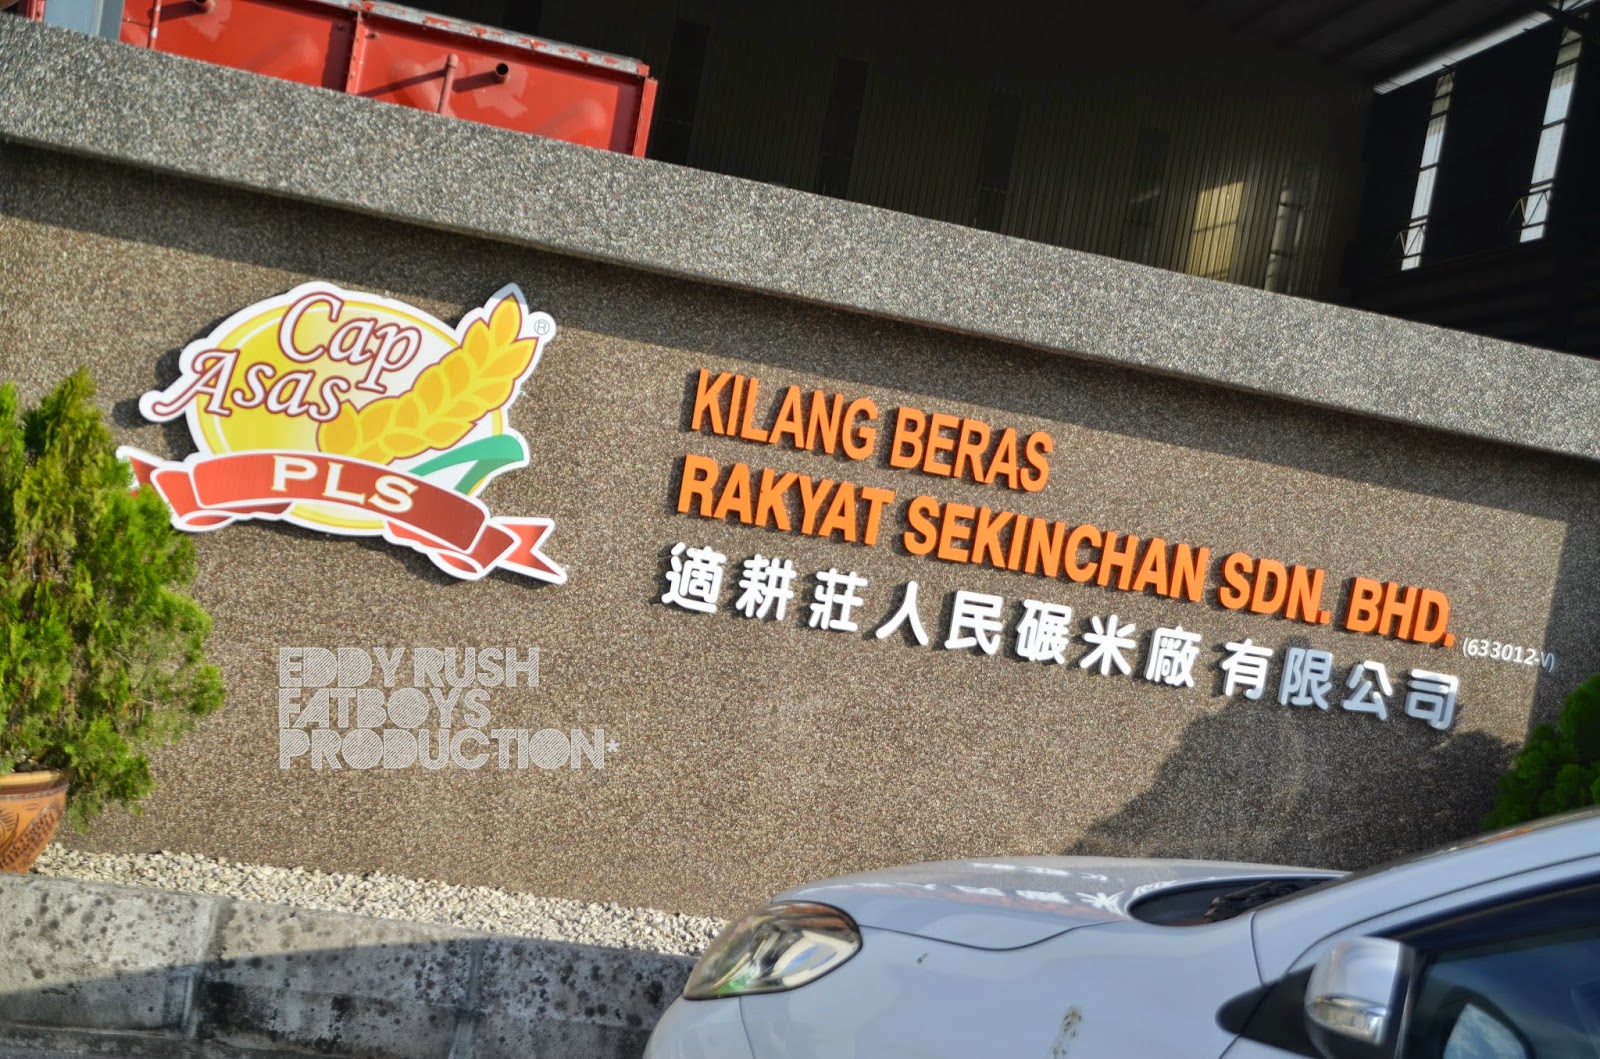 Cap
Asas
®
PLS
KILANG BERAS
RAKYAT SEKINCHAN SDN. BHD.
(633012-V)
適耕莊人民碾米廠有限公司
EDDY RUSH
FATBOYS
PRODUCTION*